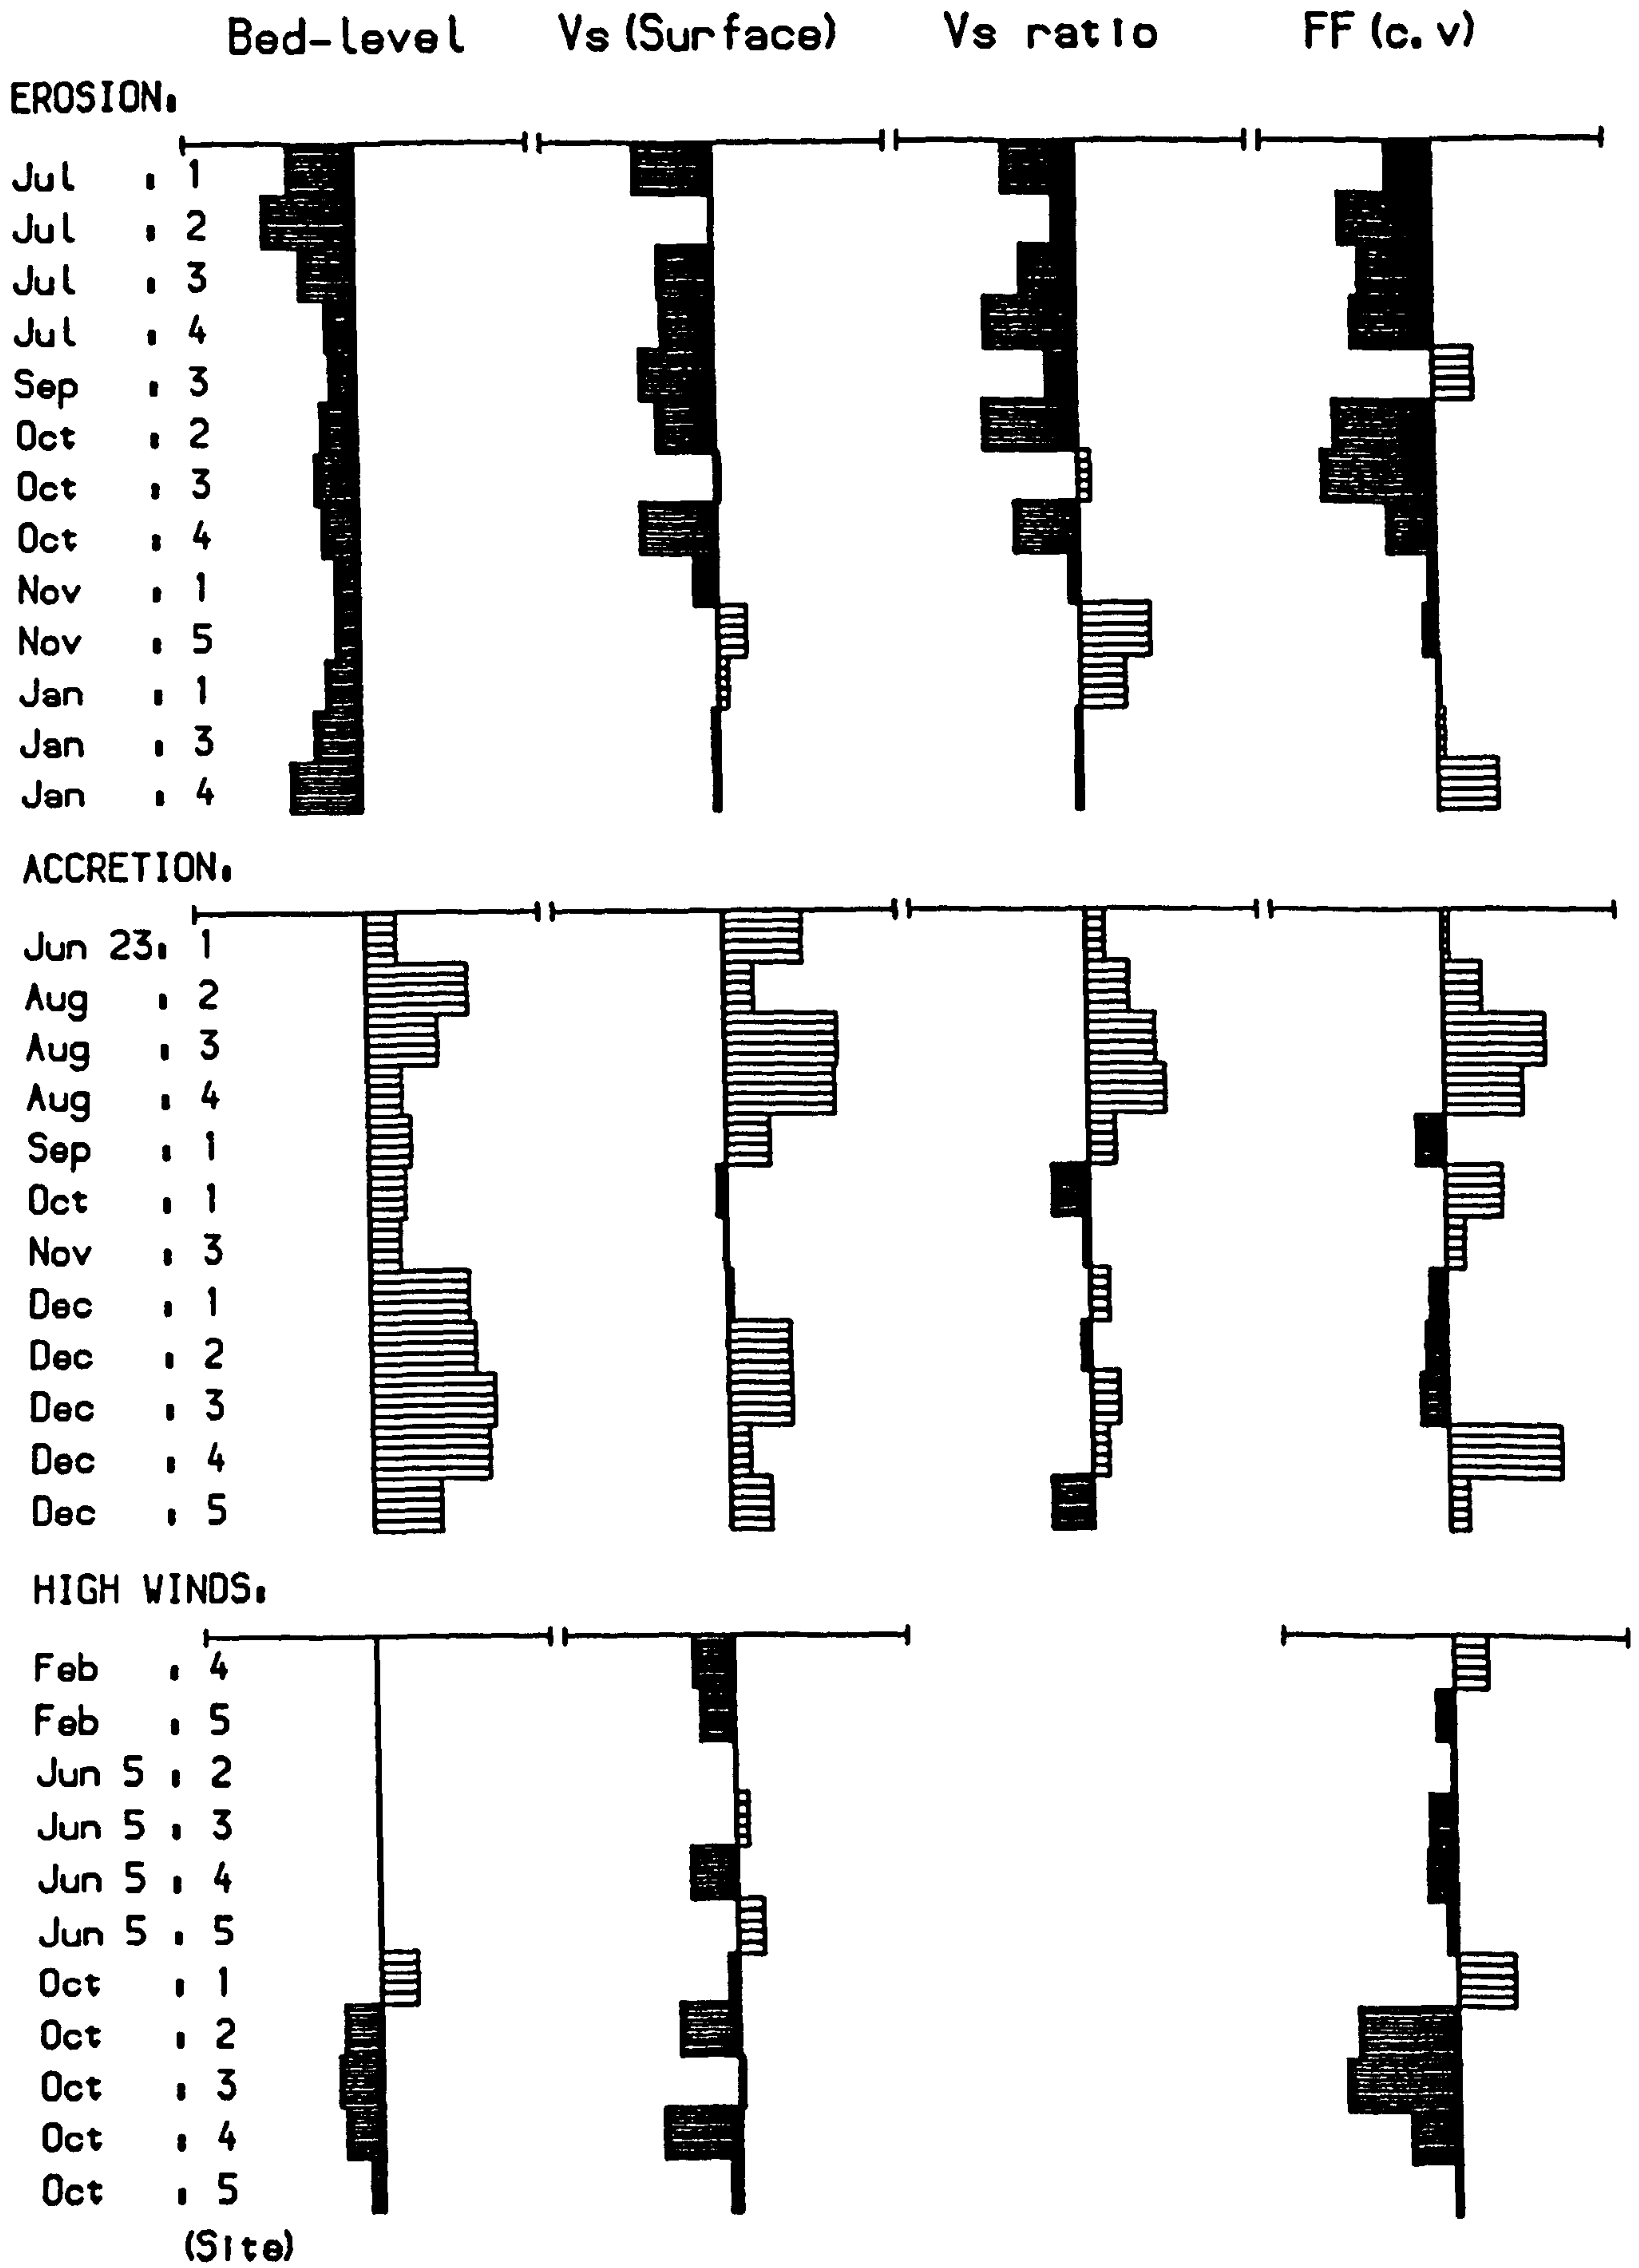 Bed-level Vs (Surface) Vs ratio FF (c.v)
EROSION:
Jul : 1
Jul : 2
Jul : 3
Jul : 4
Sep : 3
Oct : 2
Oct : 3
Oct : 4
Nov : 1
Nov : 5
Jan : 1
Jan : 3
Jan : 4
ACCRETION:
Jun 23: 1
Aug : 2
Aug : 3
Aug : 4
Sep : 1
Oct : 1
Nov : 3
Dec : 1
Dec : 2
Dec : 3
Dec : 4
Dec : 5
HIGH WINDS:
Feb : 4
Feb : 5
Jun 5 : 2
Jun 5 : 3
Jun 5 : 4
Jun 5 : 5
Oct : 1
Oct : 2
Oct : 3
Oct : 4
Oct : 5
(Site)